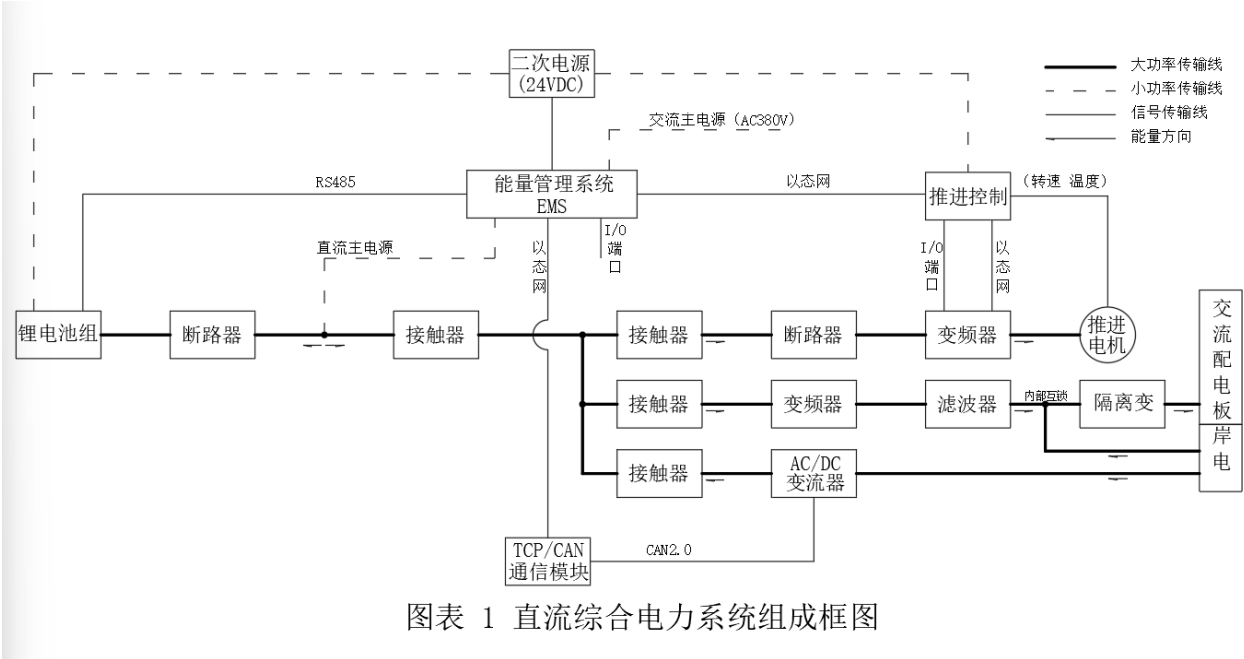 二次电源
(24VDC)
大功率传输线
小功率传输线
信号传输线
能量方向
交流主电源（AC380V）
RS485
能量管理系统
EMS
以态网
推进控制
（转速 温度）
直流主电源
以态网
I/O端口
I/O端口
以态网
锂电池组
断路器
接触器
接触器
断路器
变频器
推进
电机
交流配电板
接触器
变频器
滤波器
内部互锁
隔离变
岸电
接触器
AC/DC
变流器
TCP/CAN
通信模块
CAN2.0
图表 1 直流综合电力系统组成框图